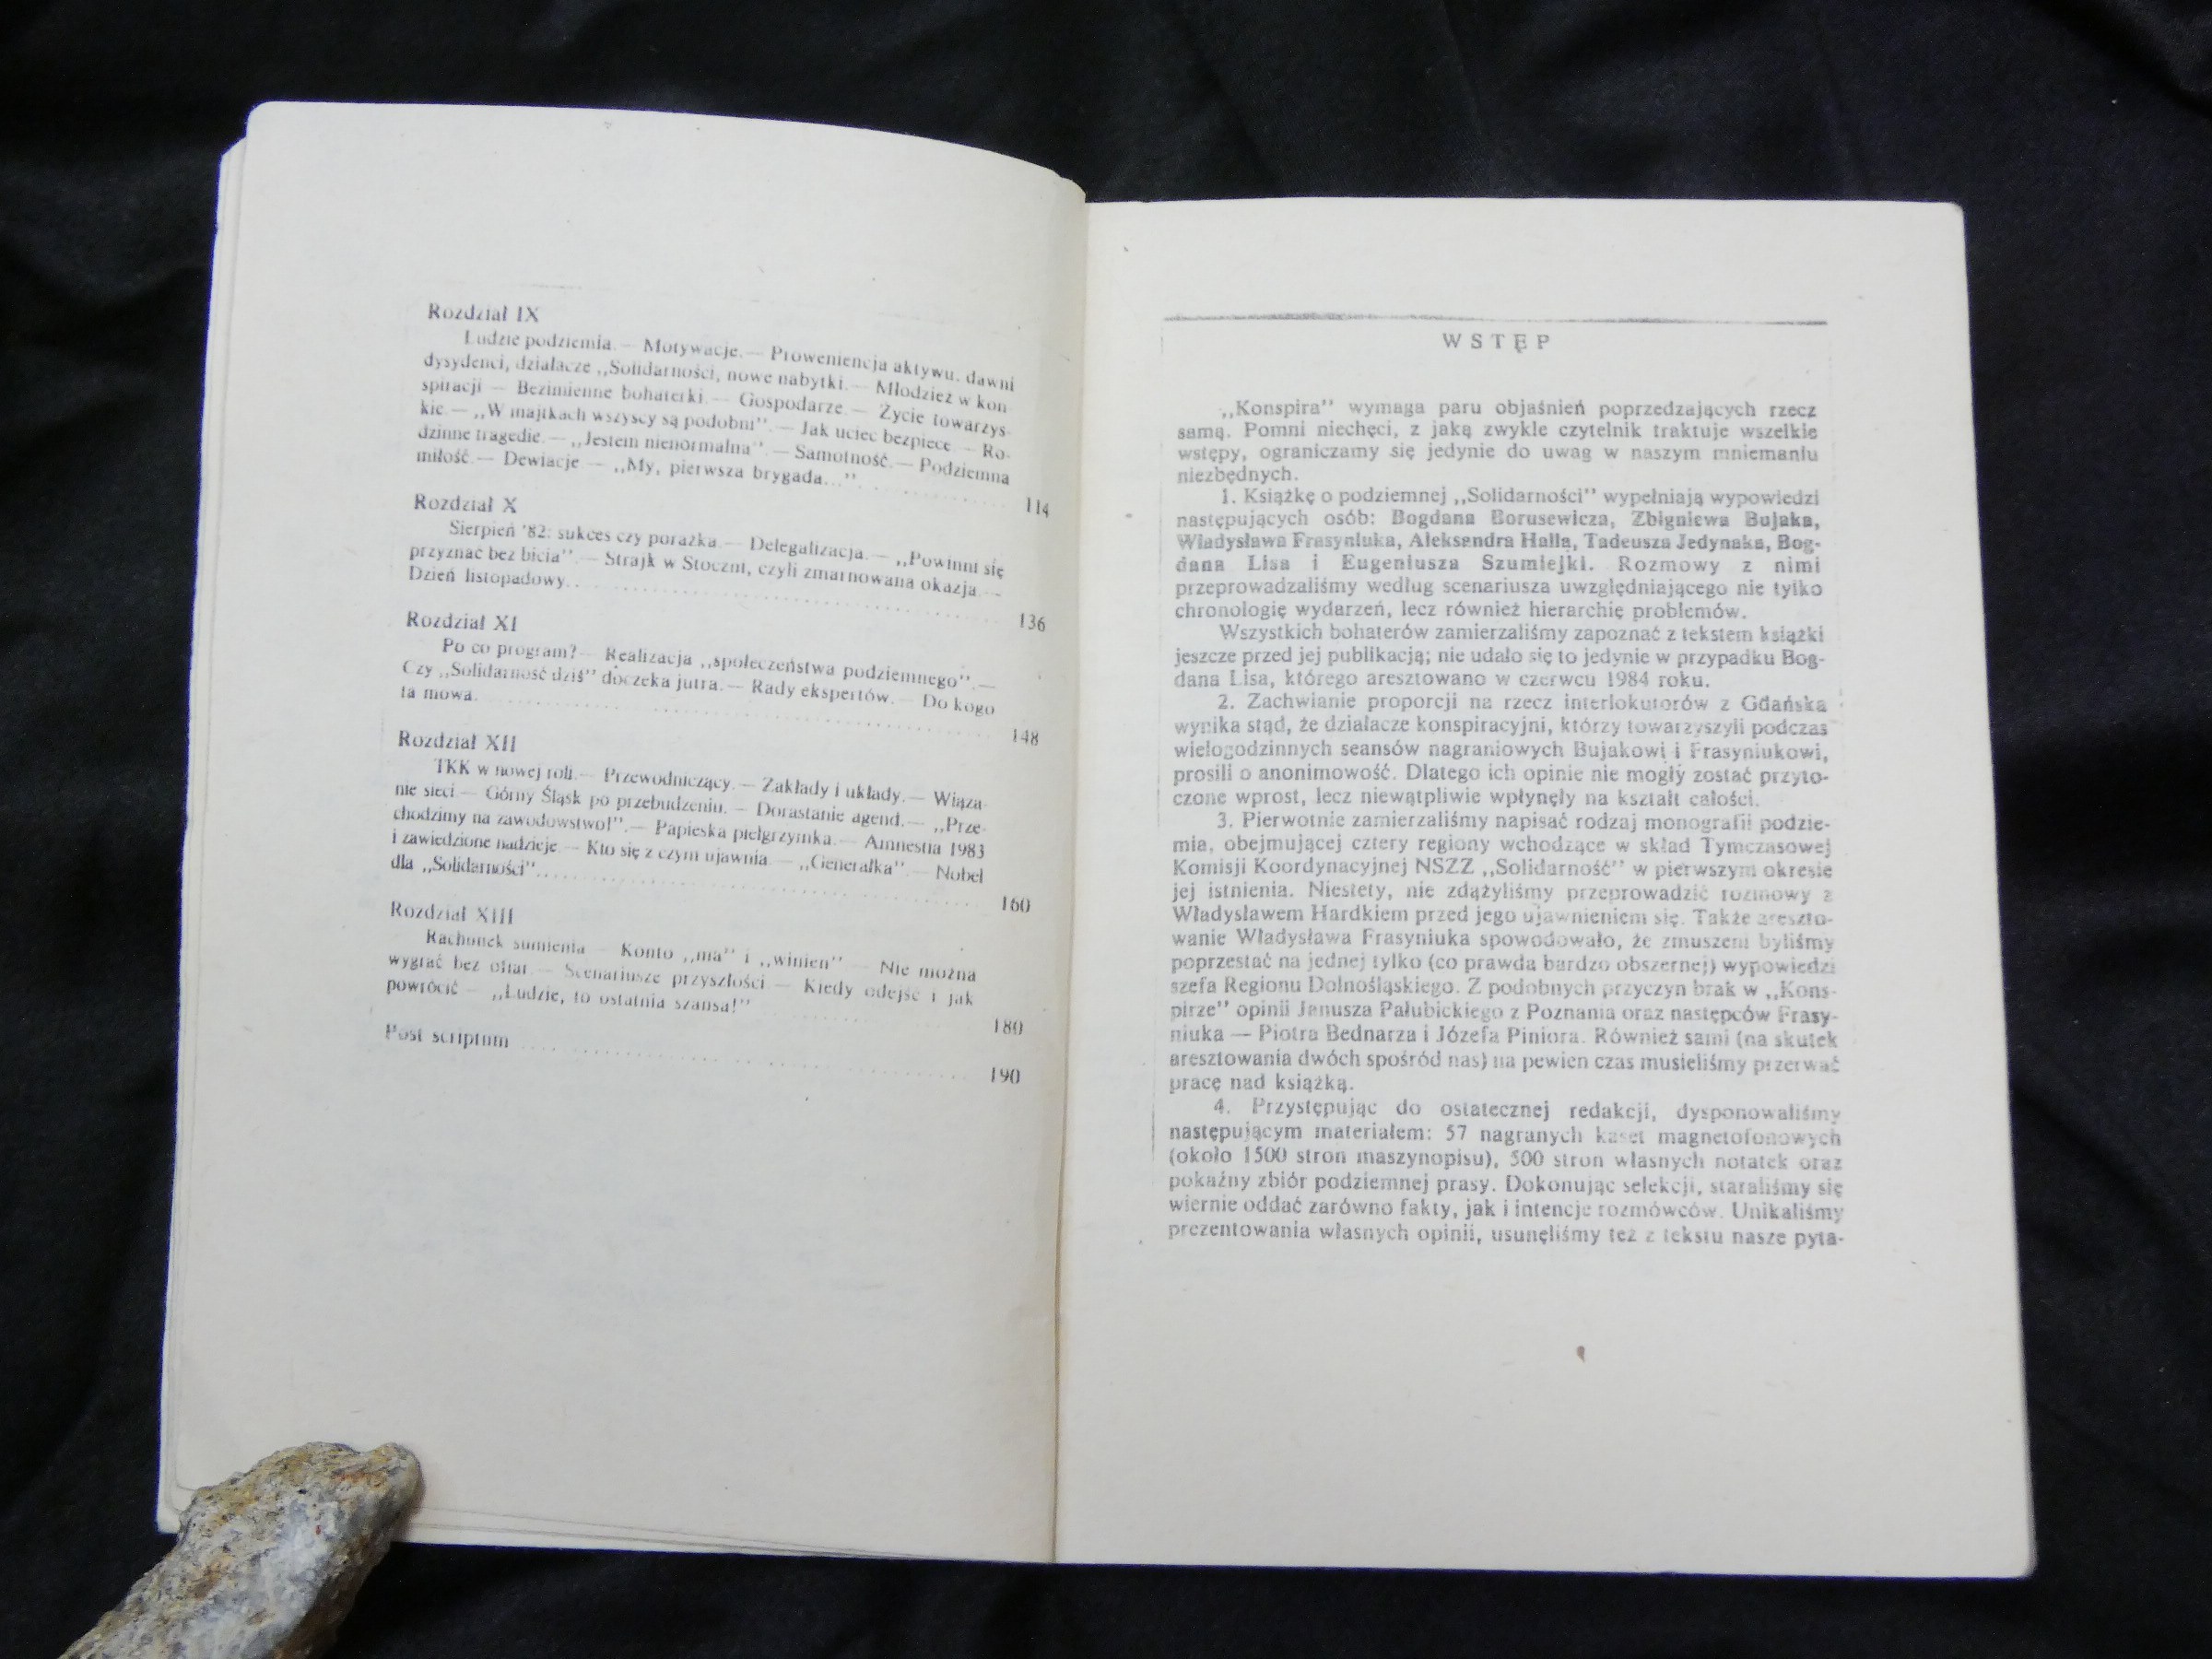 Rozdział IX
Ludzie podziemia. — Motywacje. — Proweniencja aktywu. dawni
dysydenci, działacze ,,Solidarności, nowe nabytki. — Młodzież w kon
spiracji — Bezimienne bohaterki. — Gospodarze. — Życie towarzys-
kie. — ,,W majtkach wszyscy są podobni''. — Jak uciec bezpiece. — Ro-
dzinne tragedie. — ,,Jestem nienormalna''. — Samotność. — Podziemna
miłość. — Dewiacje — ,,My, pierwsza brygada...'' . . . . . . . . 114
Rozdział X
Sierpień '82: sukces czy porażka. — Delegalizacja. — ,,Powinni się
przyznać bez bicia''. — Strajk w Stoczni, czyli zmarnowana okazja. —
Dzień listopadowy. . . . . . . . . . . . . . . . . . . . . 136
Rozdział XI
Po co program? — Realizacja ,,społeczeństwa podziemnego''. —
Czy ,,Solidarność dziś'' doczeka jutra. — Rady ekspertów. — Do kogo
ta mowa. . . . . . . . . . . . . . . . . . . . . . . 148
Rozdział XII
TKK w nowej roli. — Przewodniczący. — Zakłady i układy. — Wiąza-
nie sieci. — Górny Śląsk po przebudzeniu. — Dorastanie agend. — ,,Prze-
chodzimy na zawodowstwo!''. — Papieska pielgrzymka. — Amnestia 1983
i zawiedzione nadzieje. — Kto się z czym ujawnia. — ,,Generałka''. — Nobel
dla ,,Solidarności''. . . . . . . . . . . . . . . . . . . . 160
Rozdział XIII
Rachunek sumienia — Konto ,,ma'' i ,,winien'' — Nie można
wygrać bez ofiar. — Scenariusze przyszłości. — Kiedy odejść i jak
powrócić — ,,Ludzie, to ostatnia szansa!'' . . . . . . . . . . 180
Post scriptum . . . . . . . . . . . . . . . . . . . . 190
WSTĘP
,,Konspira'' wymaga paru objaśnień poprzedzających rzecz
samą. Pomni niechęci, z jaką zwykle czytelnik traktuje wszelkie
wstępy, ograniczamy się jedynie do uwag w naszym mniemaniu
niezbędnych.
1. Książkę o podziemnej ,,Solidarności'' wypełniają wypowiedzi
następujących osób: Bogdana Borusewicza, Zbigniewa Bujaka,
Władysława Frasyniuka, Aleksandra Halla, Tadeusza Jedynaka, Bog-
dana Lisa i Eugeniusza Szumiejki. Rozmowy z nimi
przeprowadzaliśmy według scenariusza uwzględniającego nie tylko
chronologię wydarzeń, lecz również hierarchię problemów.
Wszystkich bohaterów zamierzaliśmy zapoznać z tekstem książki
jeszcze przed jej publikacją; nie udało się to jedynie w przypadku Bog-
dana Lisa, którego aresztowano w czerwcu 1984 roku.
2. Zachwianie proporcji na rzecz interlokutorów z Gdańska
wynika stąd, że działacze konspiracyjni, którzy towarzyszyli podczas
wielogodzinnych seansów nagraniowych Bujakowi i Frasyniukowi,
prosili o anonimowość. Dlatego ich opinie nie mogły zostać przyto-
czone wprost, lecz niewątpliwie wpłynęły na kształt całości.
3. Pierwotnie zamierzaliśmy napisać rodzaj monografii podzie-
mia, obejmującej cztery regiony wchodzące w skład Tymczasowej
Komisji Koordynacyjnej NSZZ ,,Solidarność'' w pierwszym okresie
jej istnienia. Niestety, nie zdążyliśmy przeprowadzić rozmowy z
Władysławem Hardkiem przed jego ujawnieniem się. Także areszto-
wanie Władysława Frasyniuka spowodowało, że zmuszeni byliśmy
poprzestać na jednej tylko (co prawda bardzo obszernej) wypowiedzi
szefa Regionu Dolnośląskiego. Z podobnych przyczyn brak w ,,Kons-
pirze'' opinii Janusza Pałubickiego z Poznania oraz następców Frasy-
niuka — Piotra Bednarza i Józefa Piniora. Również sami (na skutek
aresztowania dwóch spośród nas) na pewien czas musieliśmy przerwać
pracę nad książką.
4. Przystępując do ostatecznej redakcji, dysponowaliśmy
następującym materiałem: 57 nagranych kaset magnetofonowych
(około 1500 stron maszynopisu), 500 stron własnych notatek oraz
pokaźny zbiór podziemnej prasy. Dokonując selekcji, staraliśmy się
wiernie oddać zarówno fakty, jak i intencje rozmówców. Unikaliśmy
prezentowania własnych opinii, usunęliśmy też z tekstu nasze pyta-